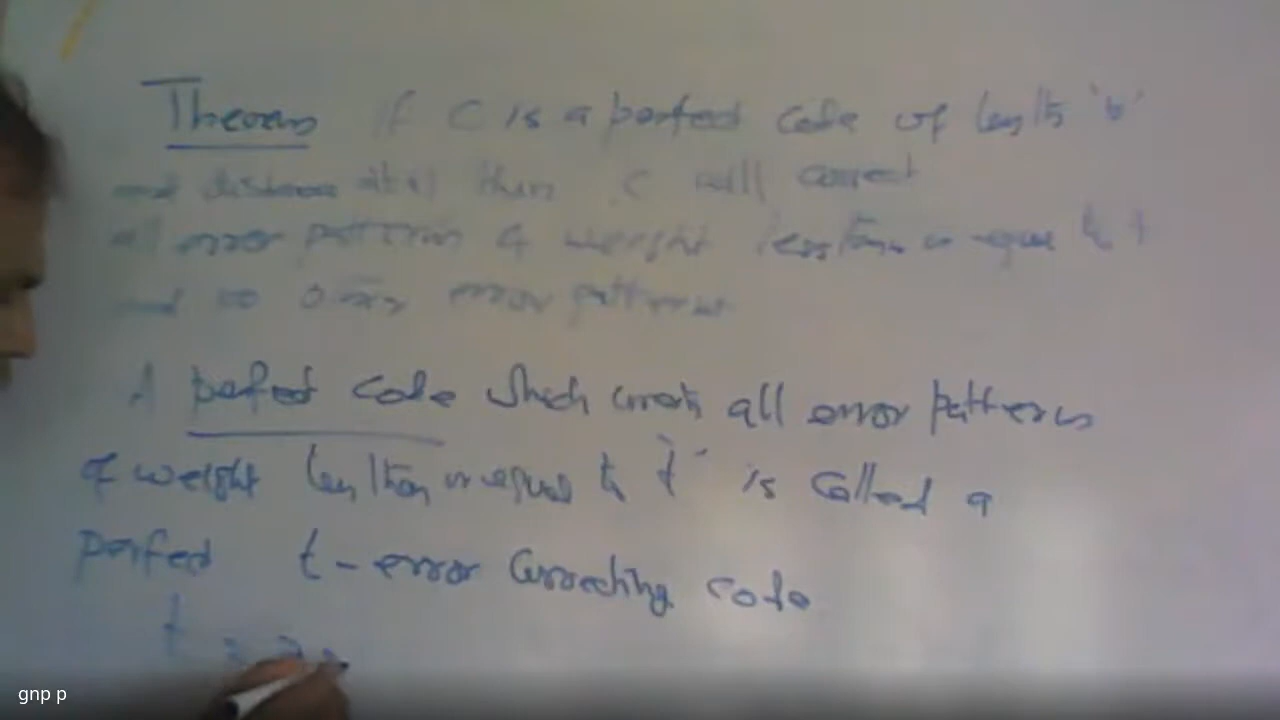 Theorem If C is a perfect code of length 'n'
and distance then C will correct
all error patterns of weight less than or equal to t
and no other error patterns
A perfect code which corrects all error patterns
of weight less than or equal to 't' is called a
perfect t-error correcting code
t =
gnp p